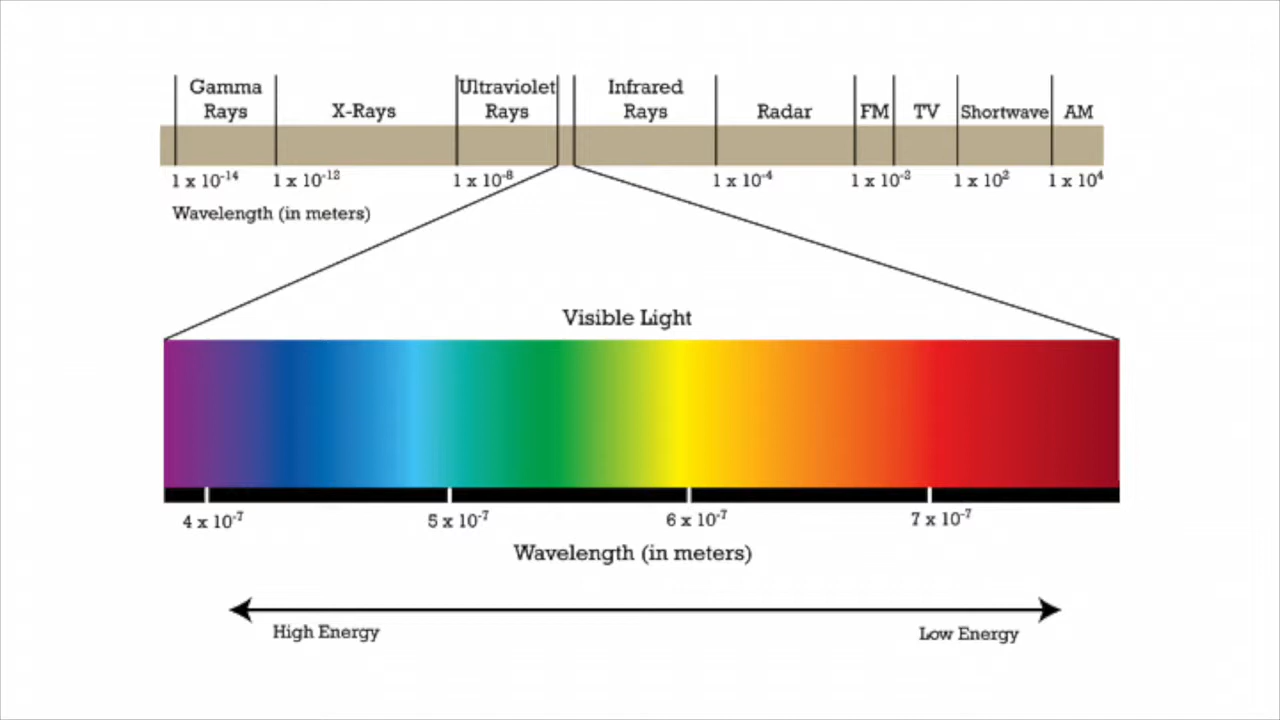 Gamma Rays
X-Rays
Ultraviolet Rays
Infrared Rays
Radar
FM
TV
Shortwave
AM
1 x 10⁻¹⁴
1 x 10⁻¹²
1 x 10⁻⁸
1 x 10⁻⁴
1 x 10⁻²
1 x 10²
1 x 10⁴
Wavelength (in meters)
Visible Light
4 x 10⁻⁷
5 x 10⁻⁷
6 x 10⁻⁷
7 x 10⁻⁷
Wavelength (in meters)
High Energy
Low Energy